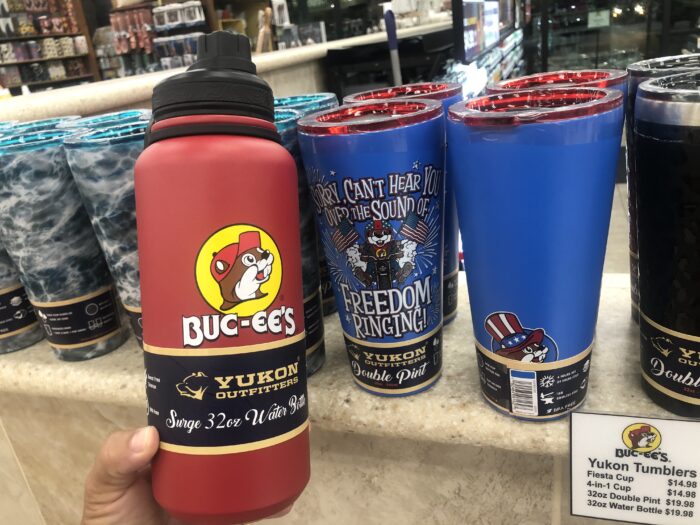 BUC-EE'S
YUKON
OUTFITTERS
Surge 32oz Water Bottle
SORRY, CAN'T HEAR YOU
OVER THE SOUND OF
FREEDOM
RINGING!
YUKON
OUTFITTERS
Double Pint
BUC-EE'S
Yukon Tumblers
Fiesta Cup $14.98
4-in-1 Cup $14.98
32oz Double Pint $19.98
32oz Water Bottle $19.98